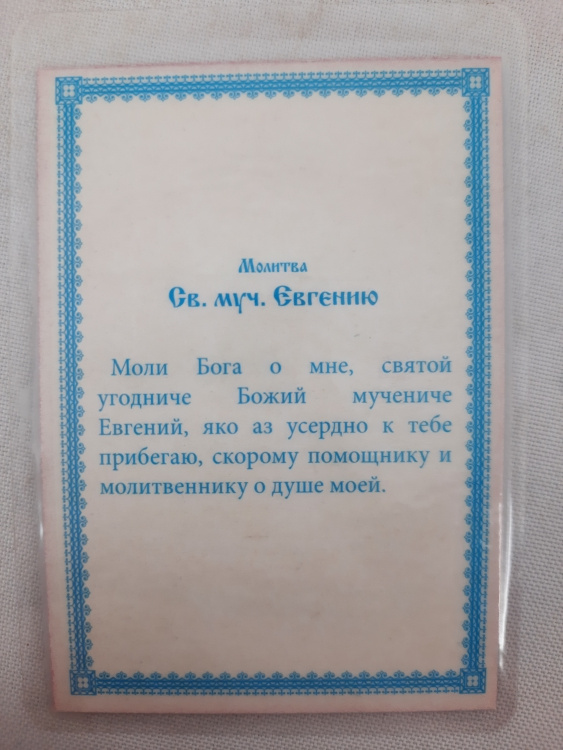 Молитва
Св. муч. Евгению
Моли Бога о мне, святой
угодниче Божий мучениче
Евгений, яко аз усердно к тебе
прибегаю, скорому помощнику и
молитвеннику о душе моей.